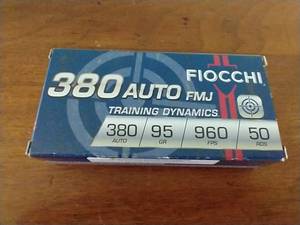 380 AUTO FMJ
FIOCCHI
TRAINING DYNAMICS
380 AUTO
95 GR
960 FPS
50 RDS